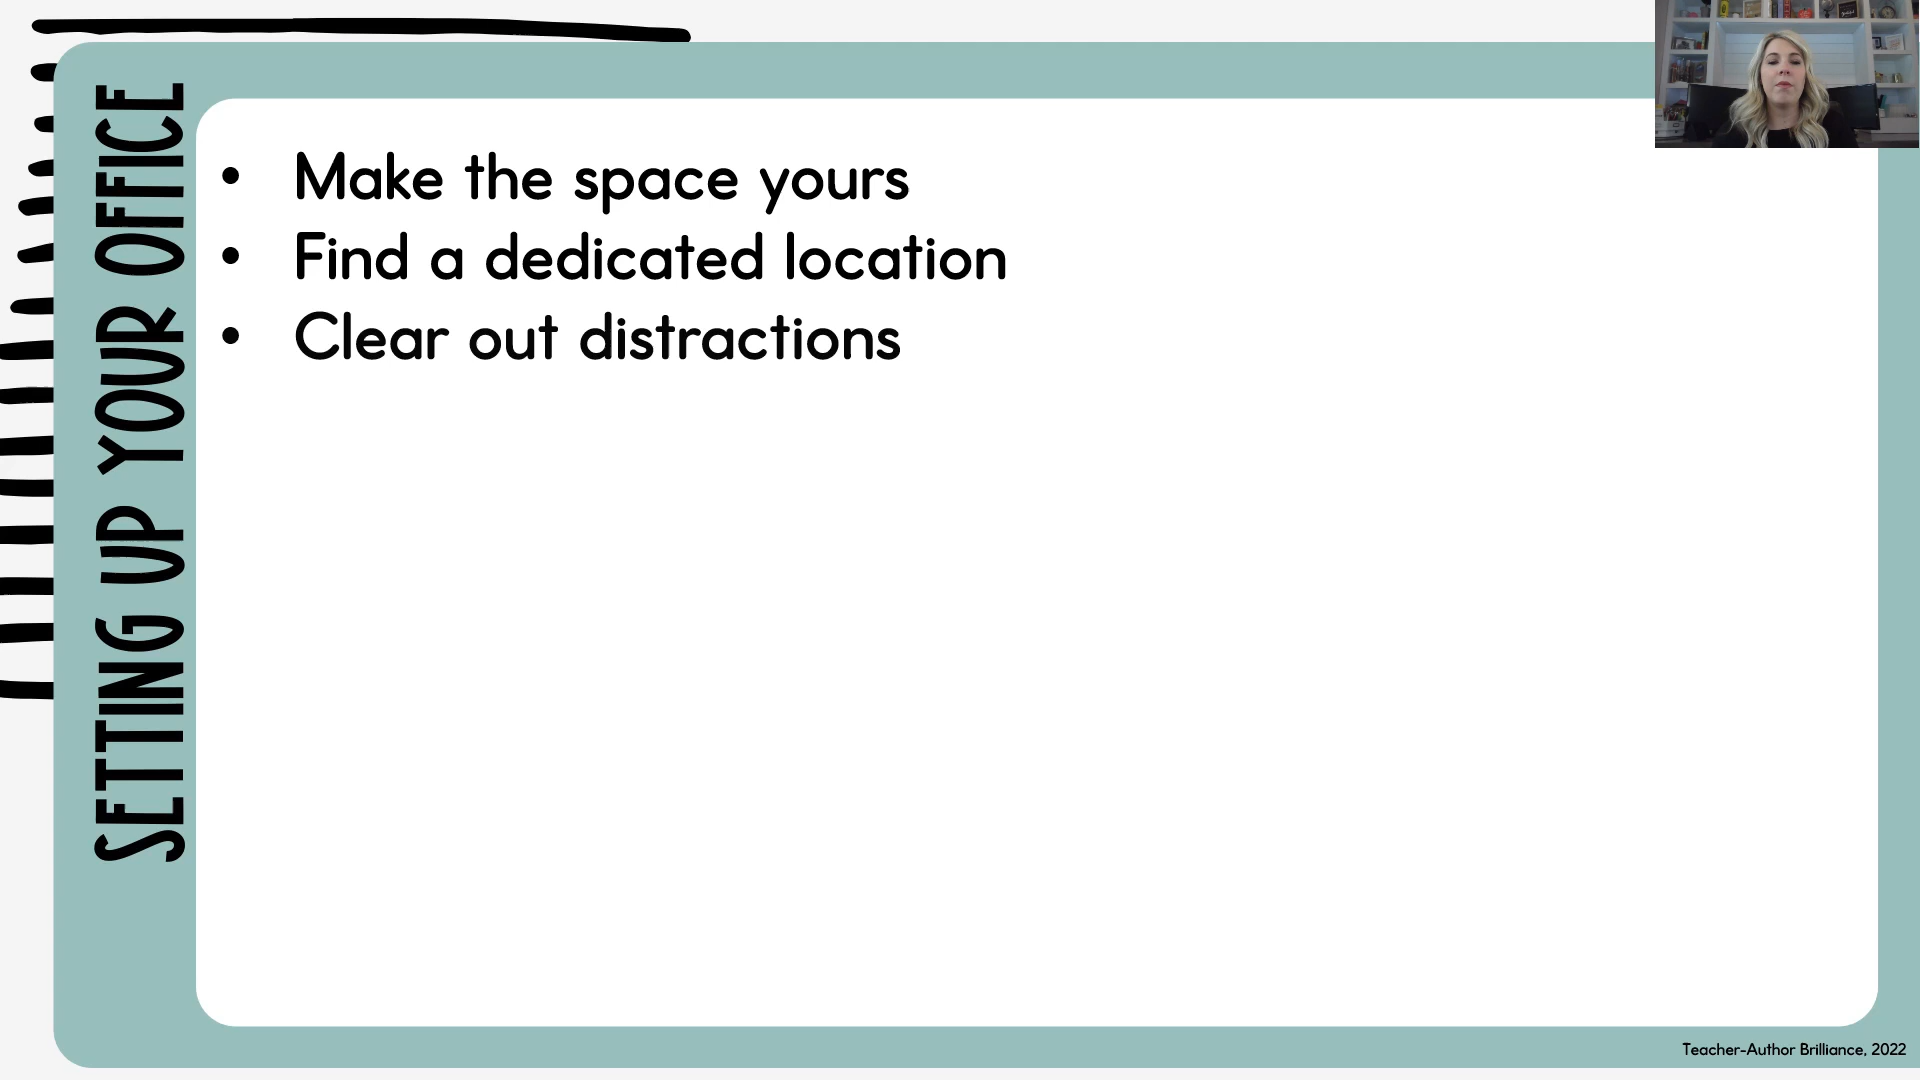 SETTING UP YOUR OFFICE
• Make the space yours
• Find a dedicated location
• Clear out distractions
Teacher-Author Brilliance, 2022